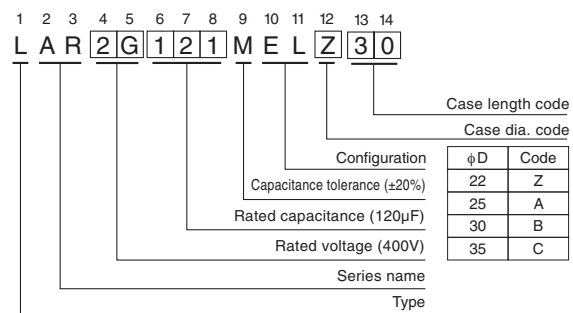 1 2 3 4 5 6 7 8 9 10 11 12 13 14
L A R 2 G 1 2 1 M E L Z 3 0
Case length code
Case dia. code
Configuration
Capacitance tolerance (±20%)
Rated capacitance (120µF)
Rated voltage (400V)
Series name
Type
ϕD Code
22 Z
25 A
30 B
35 C